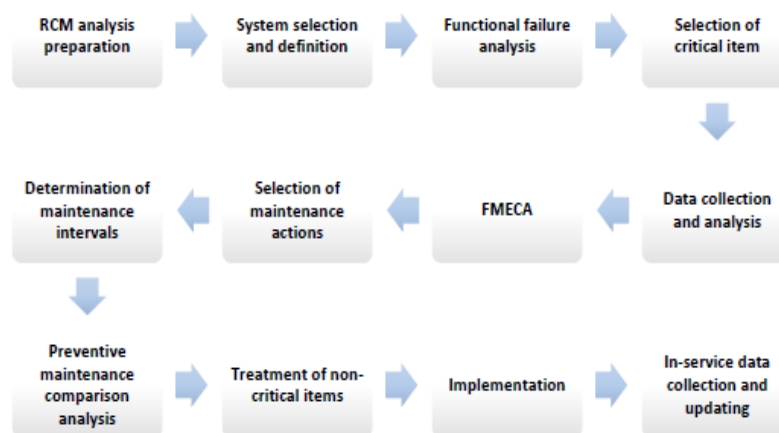 RCM analysis
preparation
System selection
and definition
Functional failure
analysis
Selection of
critical item
Data collection
and analysis
FMECA
Selection of
maintenance
actions
Determination of
maintenance
intervals
Preventive
maintenance
comparison
analysis
Treatment of non-
critical items
Implementation
In-service data
collection and
updating